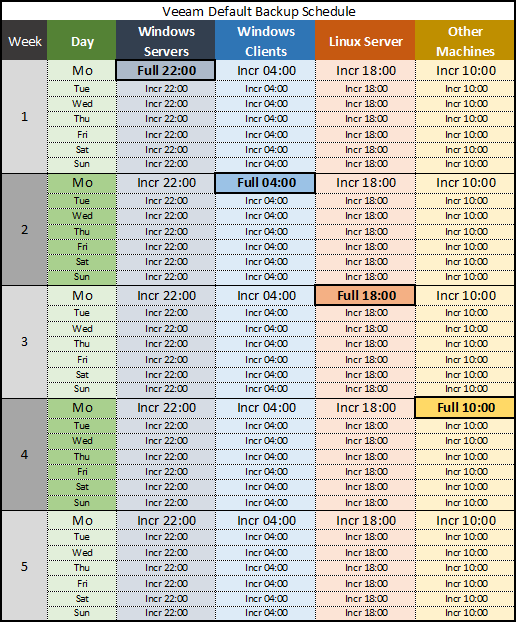 Veeam Default Backup Schedule
Week Day Windows Servers Windows Clients Linux Server Other Machines
1
Mo Full 22:00 Incr 04:00 Incr 18:00 Incr 10:00
Tue Incr 22:00 Incr 04:00 Incr 18:00 Incr 10:00
Wed Incr 22:00 Incr 04:00 Incr 18:00 Incr 10:00
Thu Incr 22:00 Incr 04:00 Incr 18:00 Incr 10:00
Fri Incr 22:00 Incr 04:00 Incr 18:00 Incr 10:00
Sat Incr 22:00 Incr 04:00 Incr 18:00 Incr 10:00
Sun Incr 22:00 Incr 04:00 Incr 18:00 Incr 10:00
2
Mo Incr 22:00 Full 04:00 Incr 18:00 Incr 10:00
Tue Incr 22:00 Incr 04:00 Incr 18:00 Incr 10:00
Wed Incr 22:00 Incr 04:00 Incr 18:00 Incr 10:00
Thu Incr 22:00 Incr 04:00 Incr 18:00 Incr 10:00
Fri Incr 22:00 Incr 04:00 Incr 18:00 Incr 10:00
Sat Incr 22:00 Incr 04:00 Incr 18:00 Incr 10:00
Sun Incr 22:00 Incr 04:00 Incr 18:00 Incr 10:00
3
Mo Incr 22:00 Incr 04:00 Full 18:00 Incr 10:00
Tue Incr 22:00 Incr 04:00 Incr 18:00 Incr 10:00
Wed Incr 22:00 Incr 04:00 Incr 18:00 Incr 10:00
Thu Incr 22:00 Incr 04:00 Incr 18:00 Incr 10:00
Fri Incr 22:00 Incr 04:00 Incr 18:00 Incr 10:00
Sat Incr 22:00 Incr 04:00 Incr 18:00 Incr 10:00
Sun Incr 22:00 Incr 04:00 Incr 18:00 Incr 10:00
4
Mo Incr 22:00 Incr 04:00 Incr 18:00 Full 10:00
Tue Incr 22:00 Incr 04:00 Incr 18:00 Incr 10:00
Wed Incr 22:00 Incr 04:00 Incr 18:00 Incr 10:00
Thu Incr 22:00 Incr 04:00 Incr 18:00 Incr 10:00
Fri Incr 22:00 Incr 04:00 Incr 18:00 Incr 10:00
Sat Incr 22:00 Incr 04:00 Incr 18:00 Incr 10:00
Sun Incr 22:00 Incr 04:00 Incr 18:00 Incr 10:00
5
Mo Incr 22:00 Incr 04:00 Incr 18:00 Incr 10:00
Tue Incr 22:00 Incr 04:00 Incr 18:00 Incr 10:00
Wed Incr 22:00 Incr 04:00 Incr 18:00 Incr 10:00
Thu Incr 22:00 Incr 04:00 Incr 18:00 Incr 10:00
Fri Incr 22:00 Incr 04:00 Incr 18:00 Incr 10:00
Sat Incr 22:00 Incr 04:00 Incr 18:00 Incr 10:00
Sun Incr 22:00 Incr 04:00 Incr 18:00 Incr 10:00